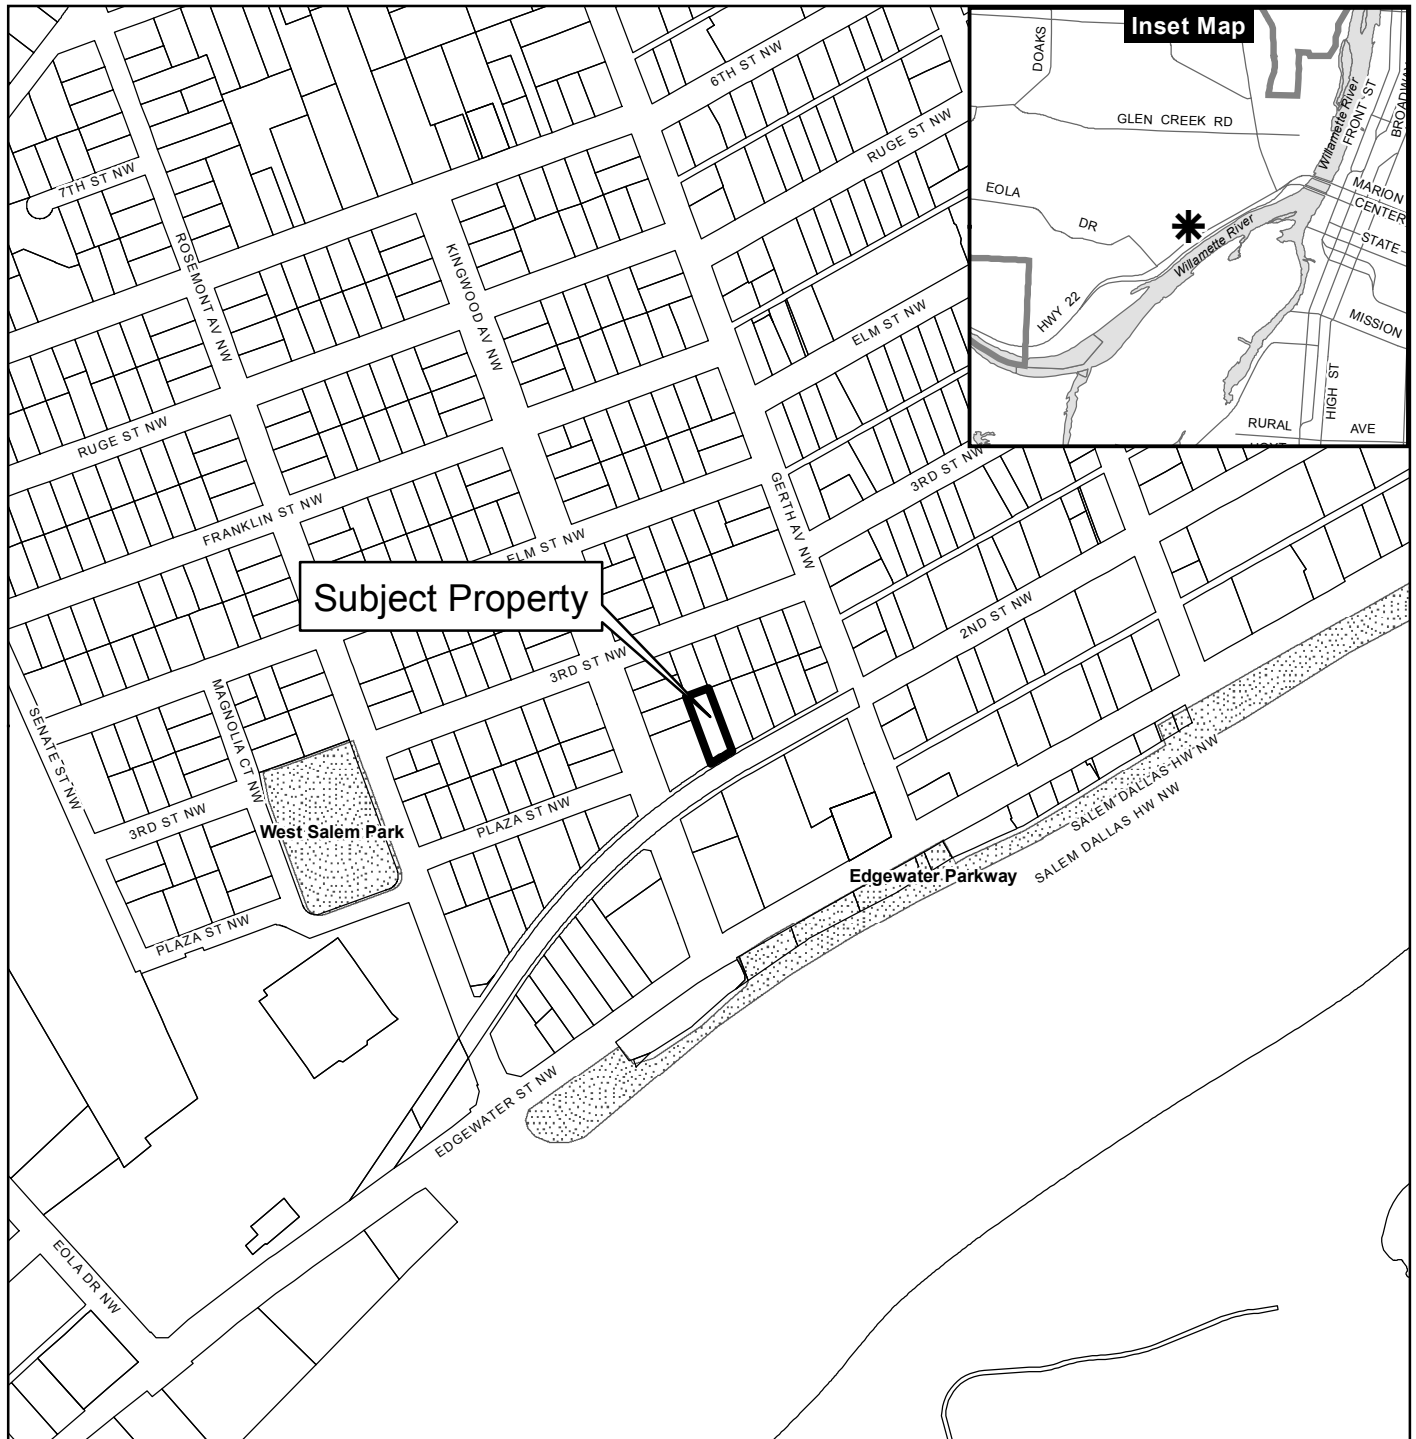 Inset Map
DOAKS
GLEN CREEK RD
Willamette River
FRONT ST
BROADWAY
EOLA
DR
MARION
CENTER
STATE
Willamette River
HWY 22
MISSION
HIGH ST
RURAL
AVE
6TH ST NW
RUGE ST NW
7TH ST NW
ROSEMONT AV NW
KINGWOOD AV NW
ELM ST NW
RUGE ST NW
3RD ST NW
GERTH AV NW
FRANKLIN ST NW
ELM ST NW
Subject Property
2ND ST NW
3RD ST NW
MAGNOLIA CT NW
SENATE ST NW
3RD ST NW
West Salem Park
PLAZA ST NW
SALEM DALLAS HW NW
SALEM DALLAS HW NW
Edgewater Parkway
PLAZA ST NW
EDGEWATER ST NW
EOLA DR NW